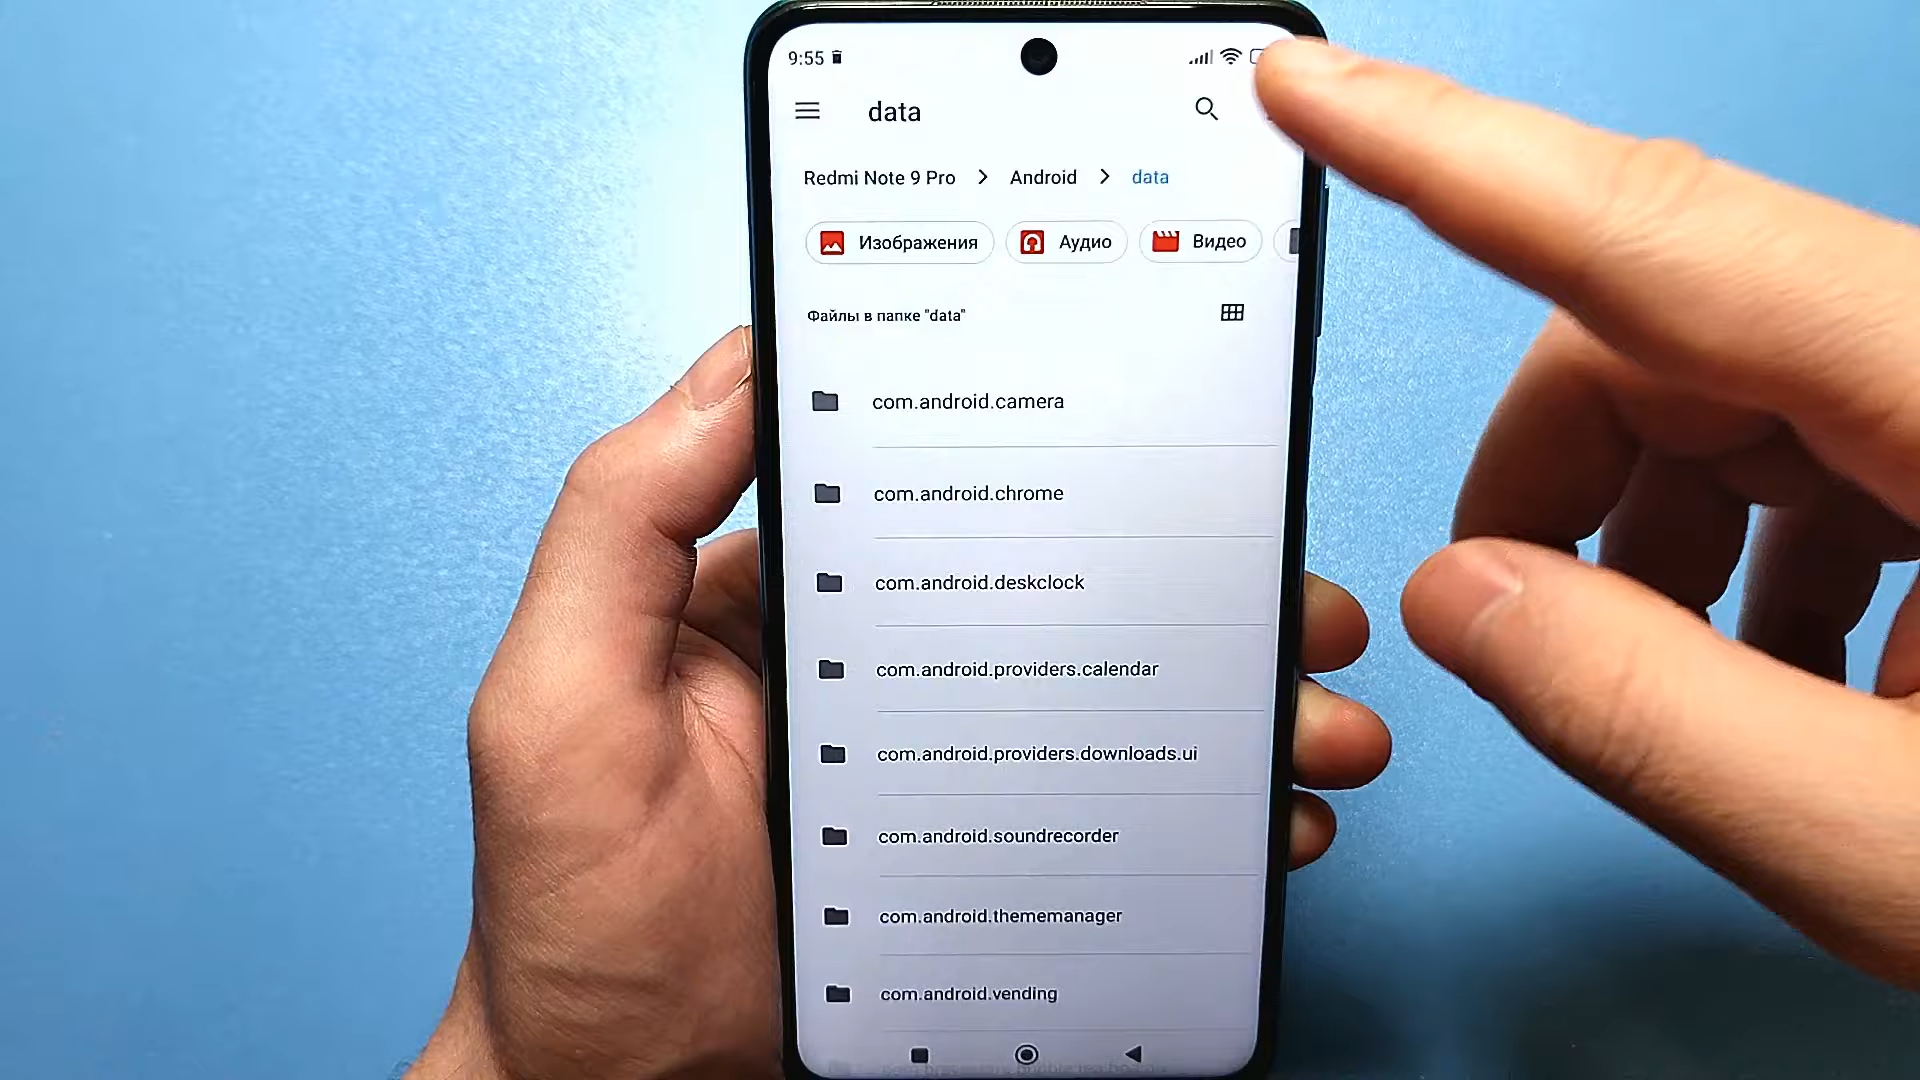 9:55
data
Redmi Note 9 Pro > Android > data
Изображения Аудио Видео
Файлы в папке "data"
com.android.camera
com.android.chrome
com.android.deskclock
com.android.providers.calendar
com.android.providers.downloads.ui
com.android.soundrecorder
com.android.thememanager
com.android.vending